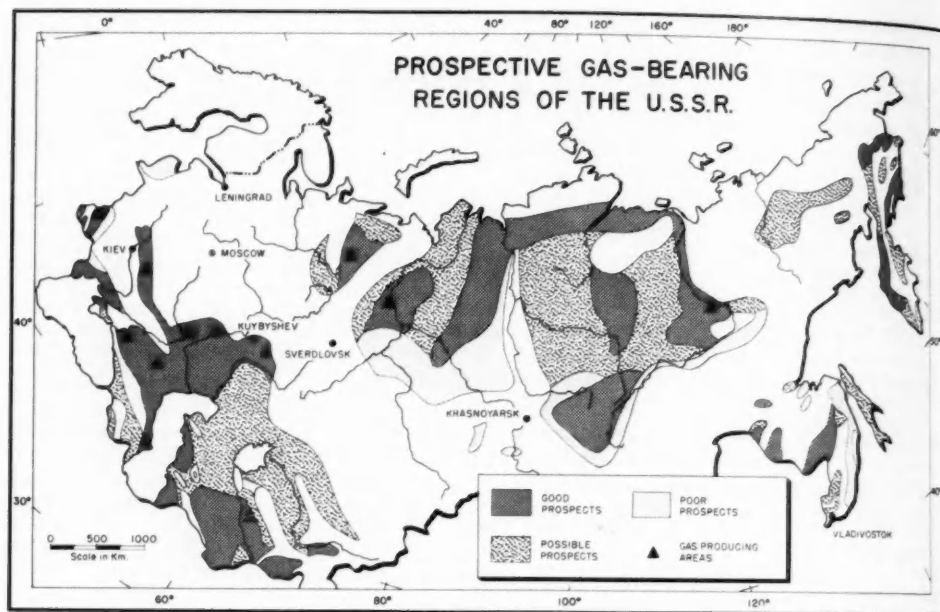 0° 40° 80° 120° 160° 180°
PROSPECTIVE GAS-BEARING
REGIONS OF THE U.S.S.R.
LENINGRAD
KIEV
MOSCOW
KUYBYSHEV
40°
SVERDLOVSK
KHASNOYARSK
30°
GOOD
PROSPECTS
POOR
PROSPECTS
POSSIBLE
PROSPECTS
GAS PRODUCING
AREAS
VLADIVOSTOK
0 500 1000
Scale in Km.
60° 80° 100° 120°